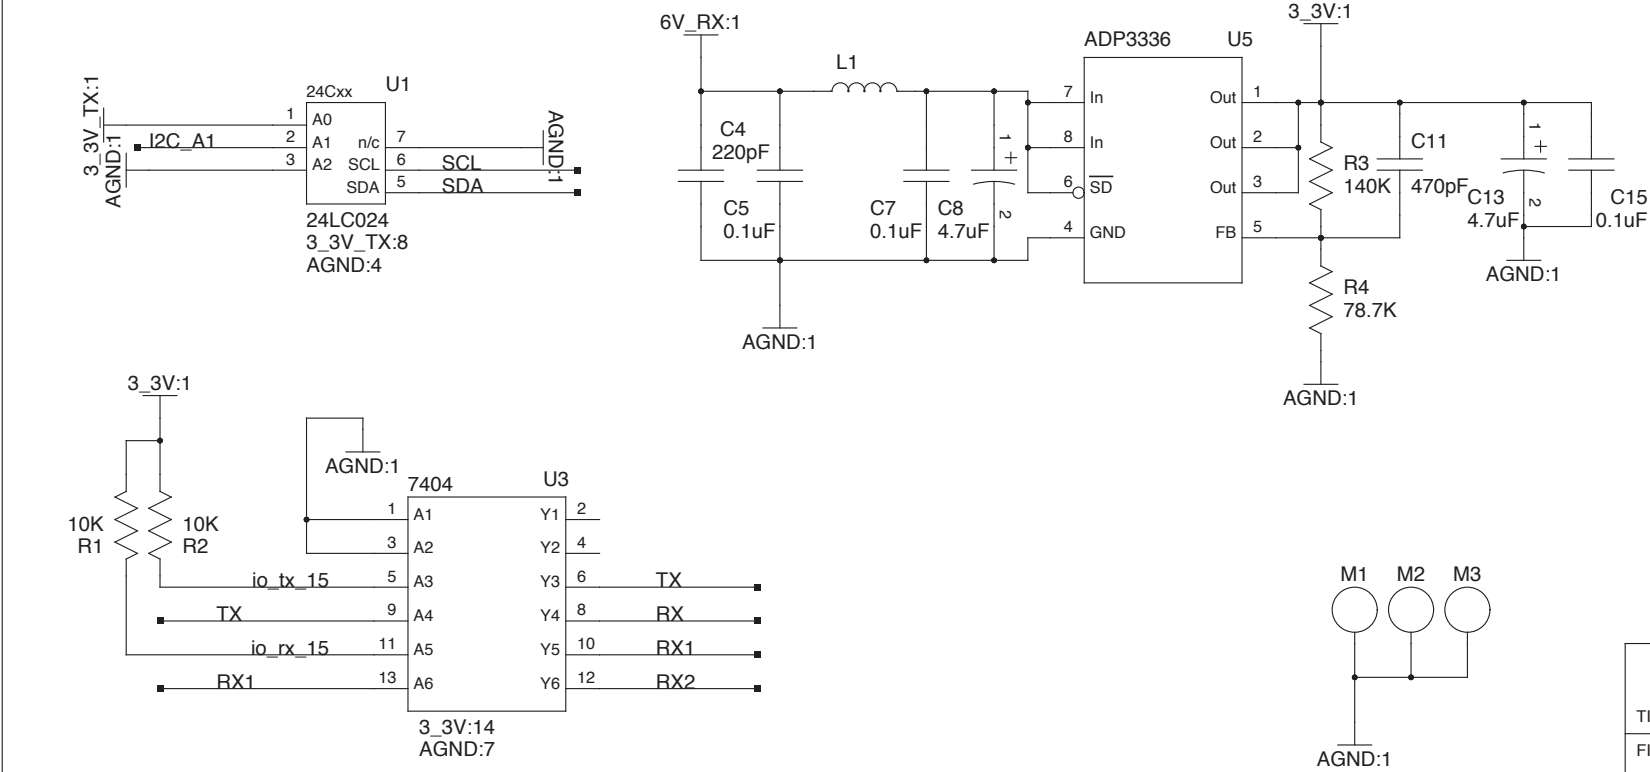 3_3V_TX:1
AGND:1
I2C_A1
24Cxx
U1
1
2
3
A0
A1
A2
n/c
SCL
SDA
7
6
5
SCL
SDA
AGND:1
24LC024
3_3V_TX:8
AGND:4
6V_RX:1
L1
C4
220pF
C5
0.1uF
C7
0.1uF
C8
4.7uF
1
+
2
AGND:1
ADP3336
U5
7 In
8 In
6 SD
4 GND
Out 1
Out 2
Out 3
FB 5
3_3V:1
R3
140K
C11
470pF
C13
4.7uF
1
+
2
C15
0.1uF
AGND:1
R4
78.7K
AGND:1
3_3V:1
10K
R1
10K
R2
AGND:1
7404
U3
1 A1
3 A2
io_tx_15 5 A3
TX 9 A4
io_rx_15 11 A5
RX1 13 A6
Y1 2
Y2 4
Y3 6 TX
Y4 8 RX
Y5 10 RX1
Y6 12 RX2
3_3V:14
AGND:7
M1 M2 M3
AGND:1